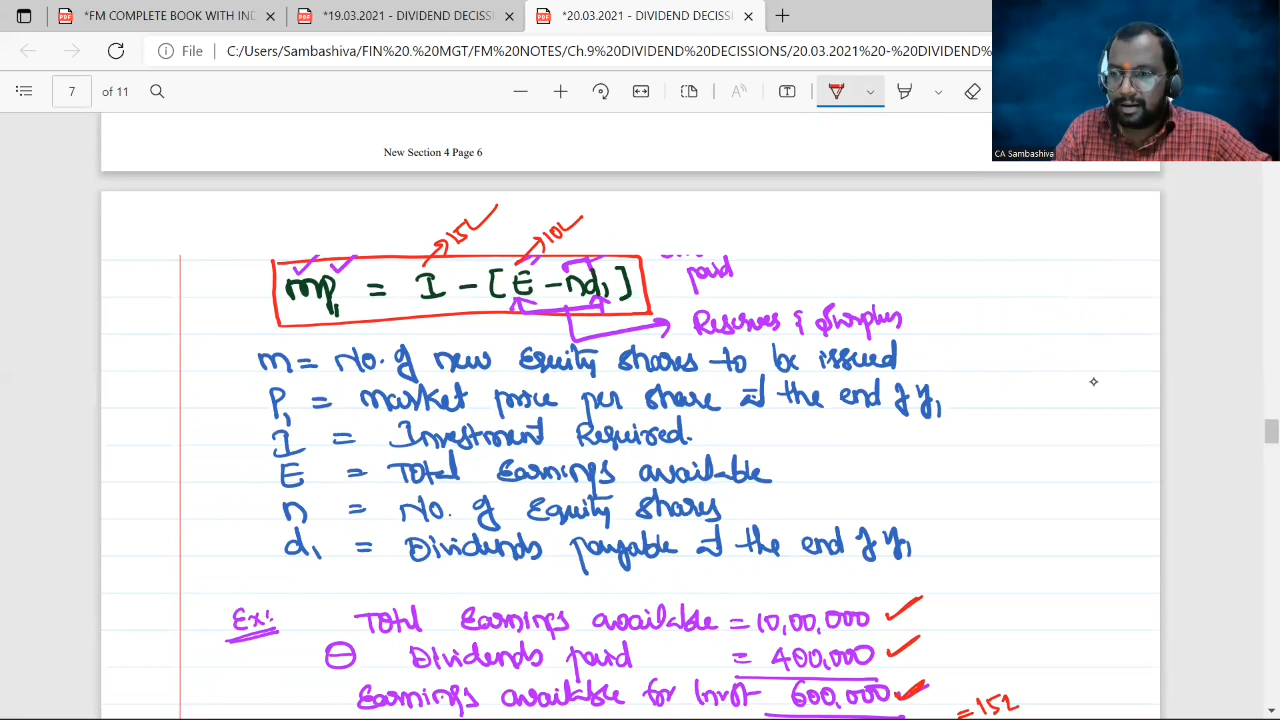 *FM COMPLETE BOOK WITH IND
*19.03.2021 - DIVIDEND DECISSI
*20.03.2021 - DIVIDEND DECISSI
File C:/Users/Sambashiva/FIN%20.%20MGT/FM%20NOTES/Ch.9%20DIVIDEND%20DECISSIONS/20.03.2021%20-%20DIVIDEND%
7 of 11
CA Sambashiva
New Section 4 Page 6
15L 10L
mp₁ = I - [E - nd₁]
paid
Reserves & Surplus
m = No. of new Equity shares to be issued
P₁ = market price per share at the end of y₁
I = Investment Required.
E = Total Earnings available
n = No. of Equity shares
d₁ = Dividends payable at the end of y₁
Ex: Total Earnings available = 10,00,000
⊖ Dividends paid = 400,000
Earnings available for Invst 600,000
= 15L